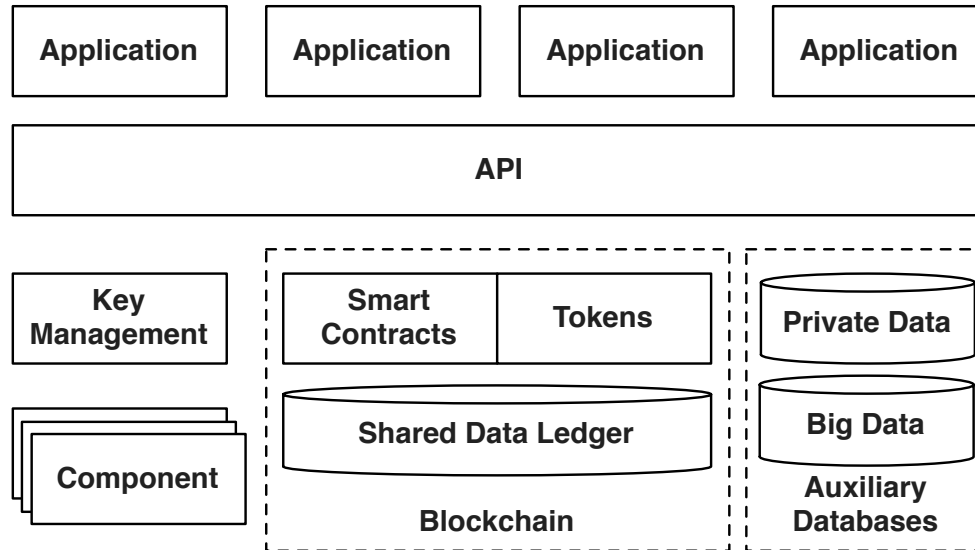 Application
Application
Application
Application
API
Key
Management
Smart
Contracts
Tokens
Private Data
Shared Data Ledger
Big Data
Component
Blockchain
Auxiliary
Databases